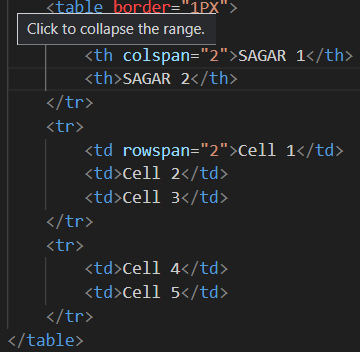 <table border="1PX">
Click to collapse the range.
<th colspan="2">SAGAR 1</th>
<th>SAGAR 2</th>
</tr>
<tr>
<td rowspan="2">Cell 1</td>
<td>Cell 2</td>
<td>Cell 3</td>
</tr>
<tr>
<td>Cell 4</td>
<td>Cell 5</td>
</tr>
</table>